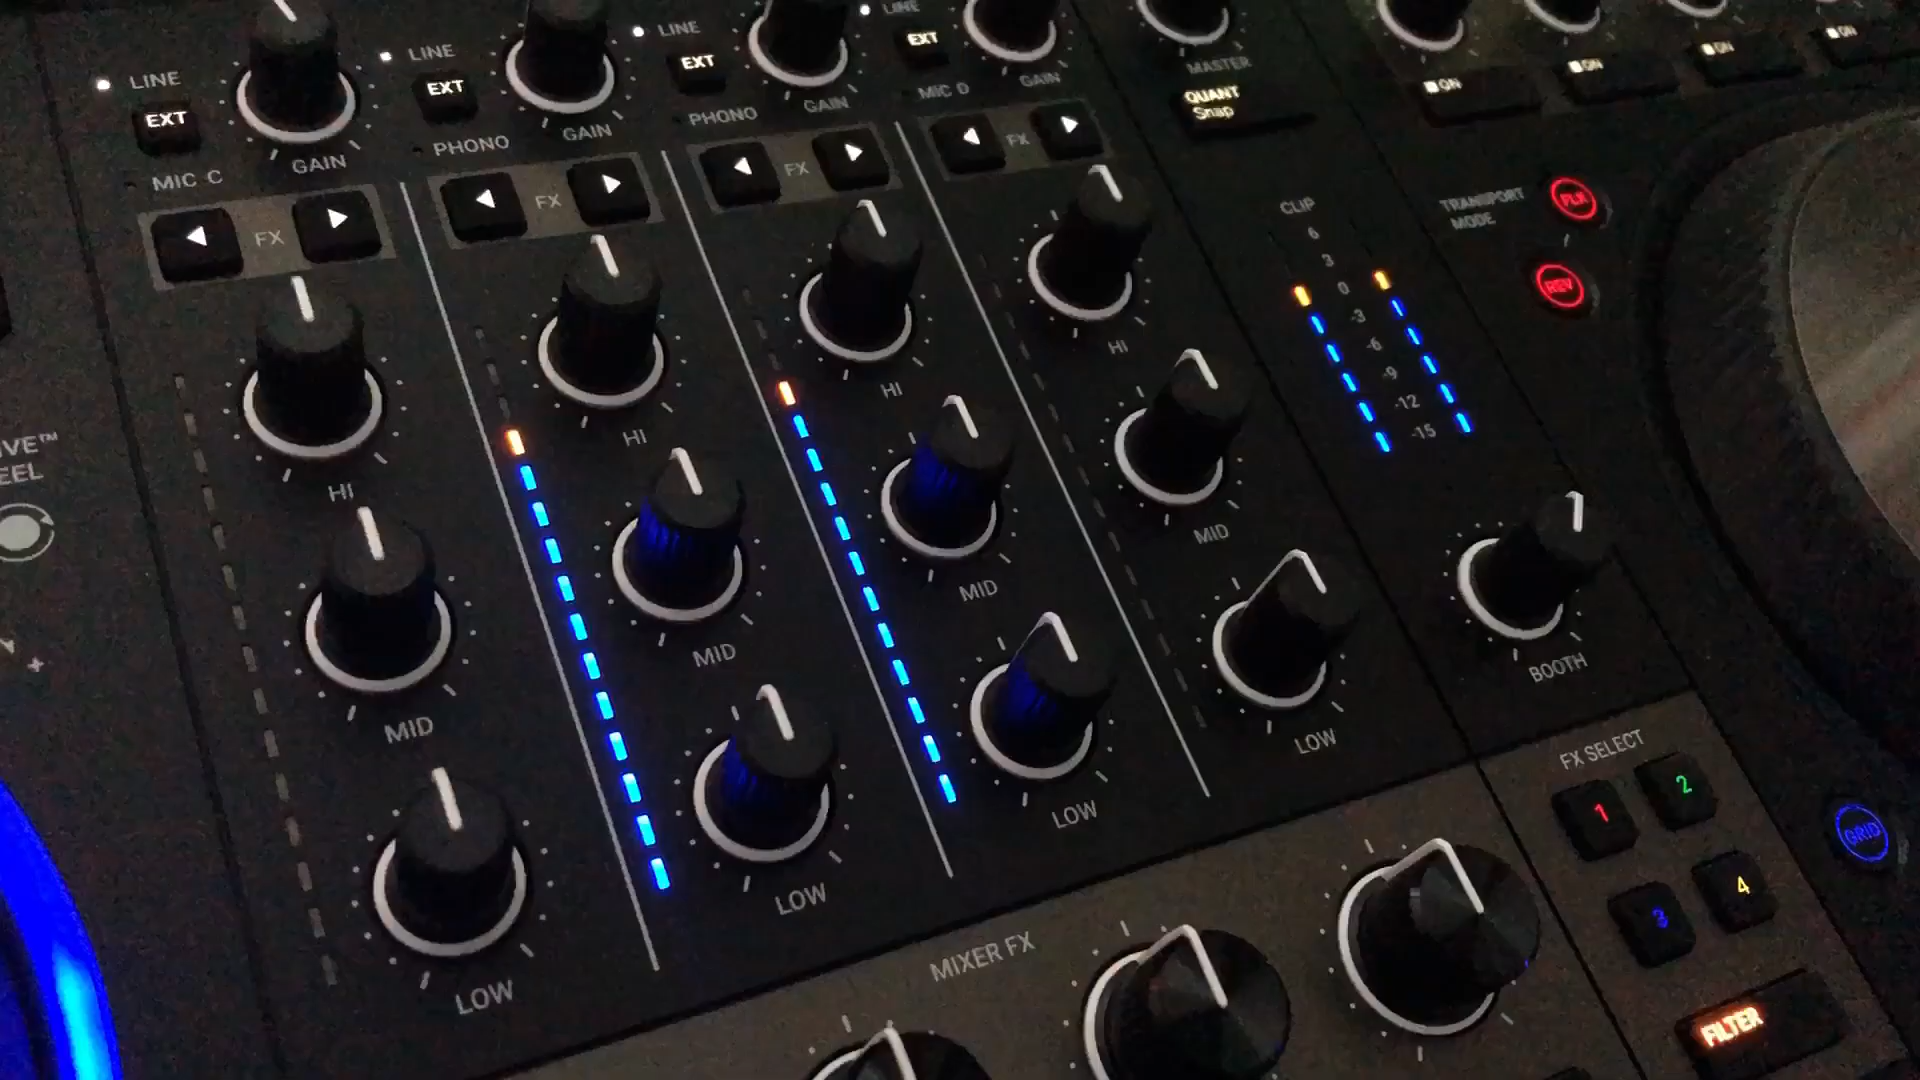 LINE
EXT
MIC C
GAIN
LINE
EXT
PHONO
GAIN
LINE
EXT
PHONO
GAIN
LINE
EXT
MIC D
GAIN
MASTER
QUANT
Snap
ON
ON
ON
ON
FX
FX
FX
FX
CLIP
6
3
0
-3
-6
-9
-12
-15
TRANSPORT
MODE
FLX
REV
HI
HI
HI
HI
MID
MID
MID
MID
LOW
LOW
LOW
LOW
BOOTH
VE™
EEL
MIXER FX
FX SELECT
1
2
3
4
FILTER
GRID